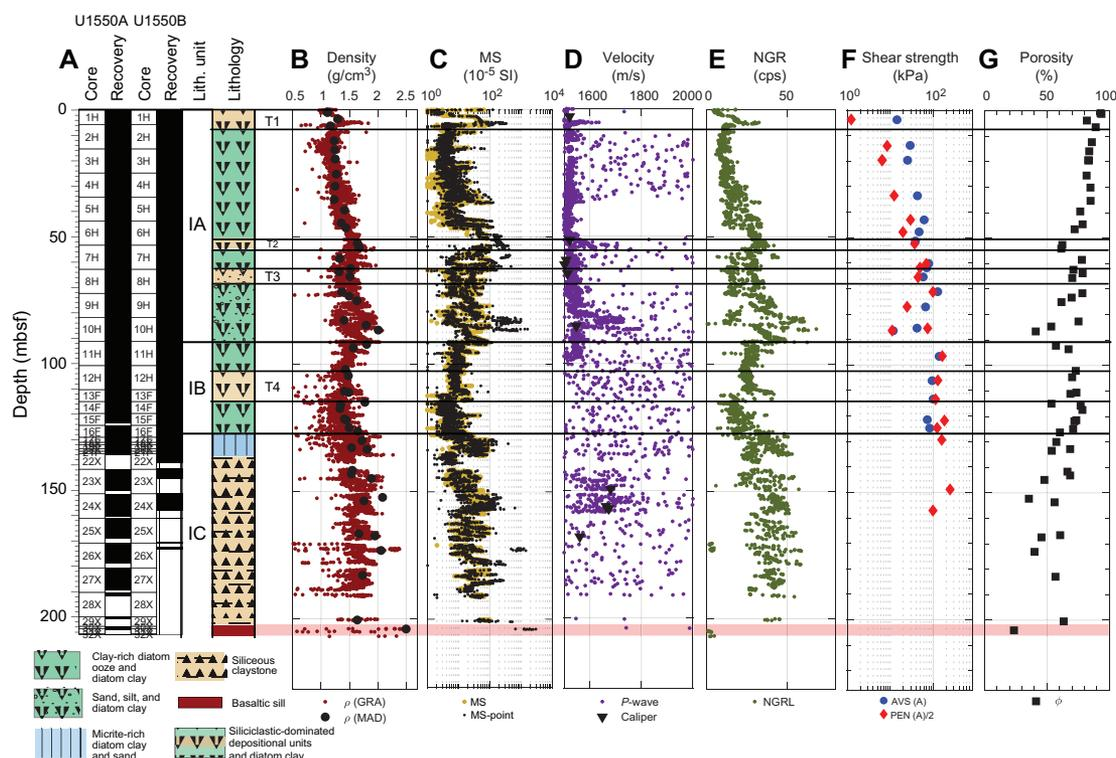 U1550A U1550B
A
Core
Recovery
Core
Recovery
Lith. unit
Lithology
B Density
(g/cm3)
0.5 1 1.5 2 2.5
C MS
(10-5 SI)
100 102 104
D Velocity
(m/s)
1600 1800 2000
E NGR
(cps)
0 50
F Shear strength
(kPa)
100 102
G Porosity
(%)
0 50 100
Depth (mbsf)
0
50
100
150
200
1H 1H
2H 2H
3H 3H
4H 4H
5H 5H
6H 6H
7H 7H
8H 8H
9H 9H
10H 10H
11H 11H
12H 12H
13F 13F
14F 14F
15F 15F
16F 16F
22X 22X
23X 23X
24X 24X
25X 25X
26X 26X
27X 27X
28X 28X
29X 29X
32X 32X
IA
IB
IC
T1
T2
T3
T4
Clay-rich diatom
ooze and
diatom clay
Sand, silt, and
diatom clay
Micrite-rich
diatom clay
and sand
Siliceous
claystone
Basaltic sill
Siliciclastic-dominated
depositional units
and diatom clay
ρ (GRA)
ρ (MAD)
MS
MS-point
P-wave
Caliper
NGRL
AVS (A)
PEN (A)/2
ϕ